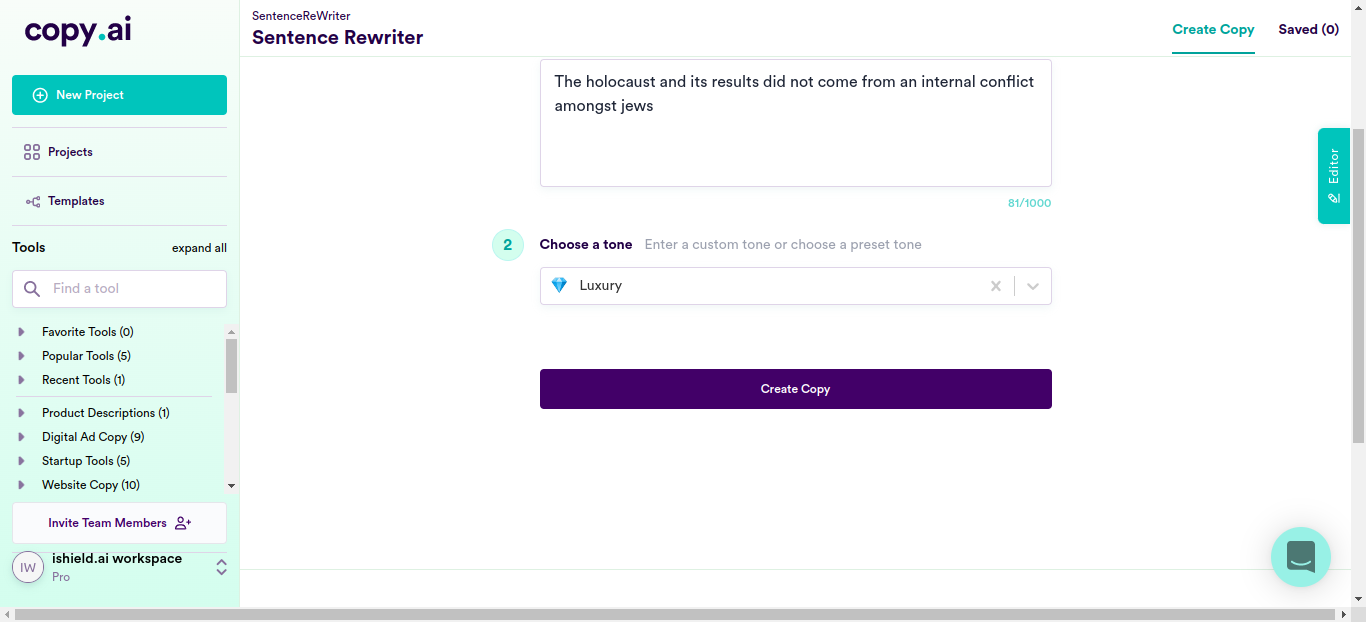 copy.ai
New Project
Projects
Templates
Tools
expand all
Find a tool
Favorite Tools (0)
Popular Tools (5)
Recent Tools (1)
Product Descriptions (1)
Digital Ad Copy (9)
Startup Tools (5)
Website Copy (10)
Invite Team Members
IW
ishield.ai workspace
Pro
SentenceReWriter
Sentence Rewriter
Create Copy
Saved (0)
The holocaust and its results did not come from an internal conflict
amongst jews
81/1000
2
Choose a tone
Enter a custom tone or choose a preset tone
Luxury
Create Copy
Editor